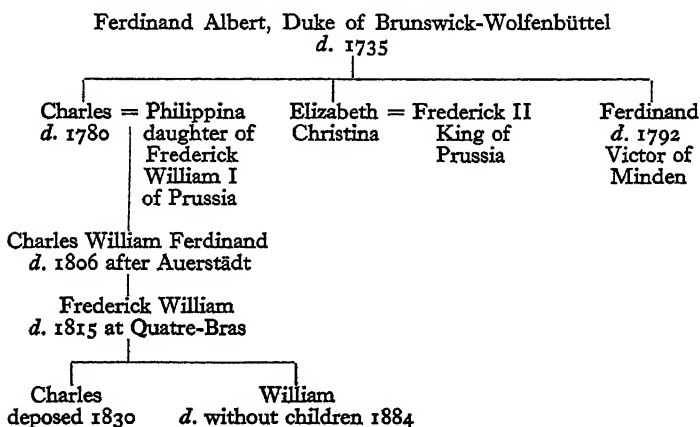 Ferdinand Albert, Duke of Brunswick-Wolfenbüttel
d. 1735
Charles = Philippina
d. 1780 daughter of
Frederick
William I
of Prussia
Elizabeth = Frederick II
Christina King of
Prussia
Ferdinand
d. 1792
Victor of
Minden
Charles William Ferdinand
d. 1806 after Auerstädt
Frederick William
d. 1815 at Quatre-Bras
Charles
deposed 1830
William
d. without children 1884